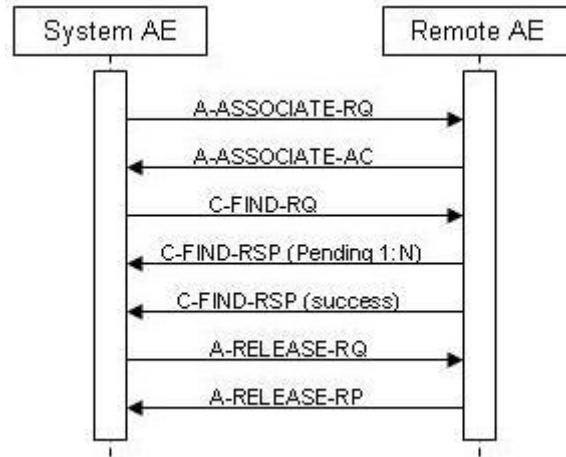 System AE
Remote AE
A-ASSOCIATE-RQ
A-ASSOCIATE-AC
C-FIND-RQ
C-FIND-RSP (Pending 1:N)
C-FIND-RSP (success)
A-RELEASE-RQ
A-RELEASE-RP